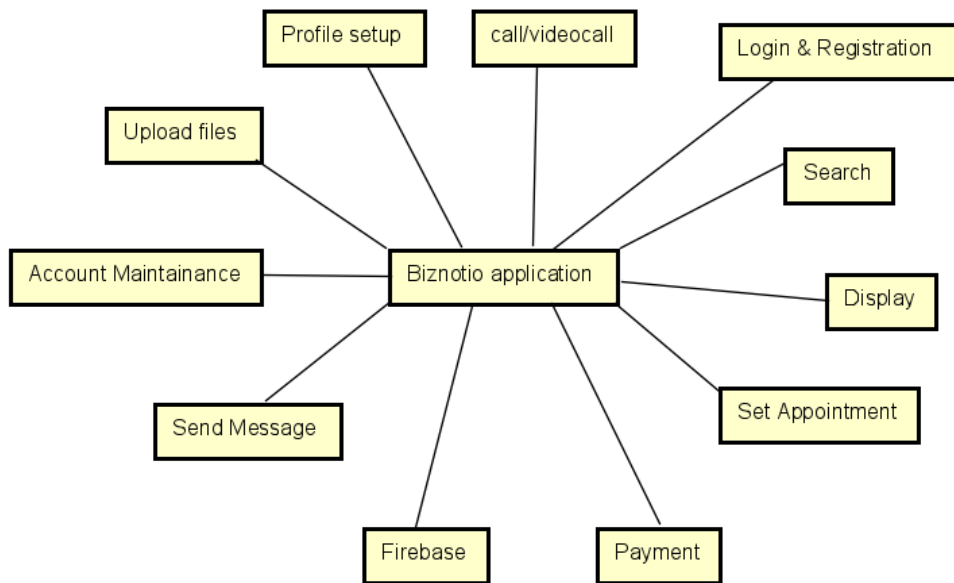 Profile setup
call/videocall
Login & Registration
Upload files
Search
Account Maintainance
Biznotio application
Display
Set Appointment
Send Message
Firebase
Payment